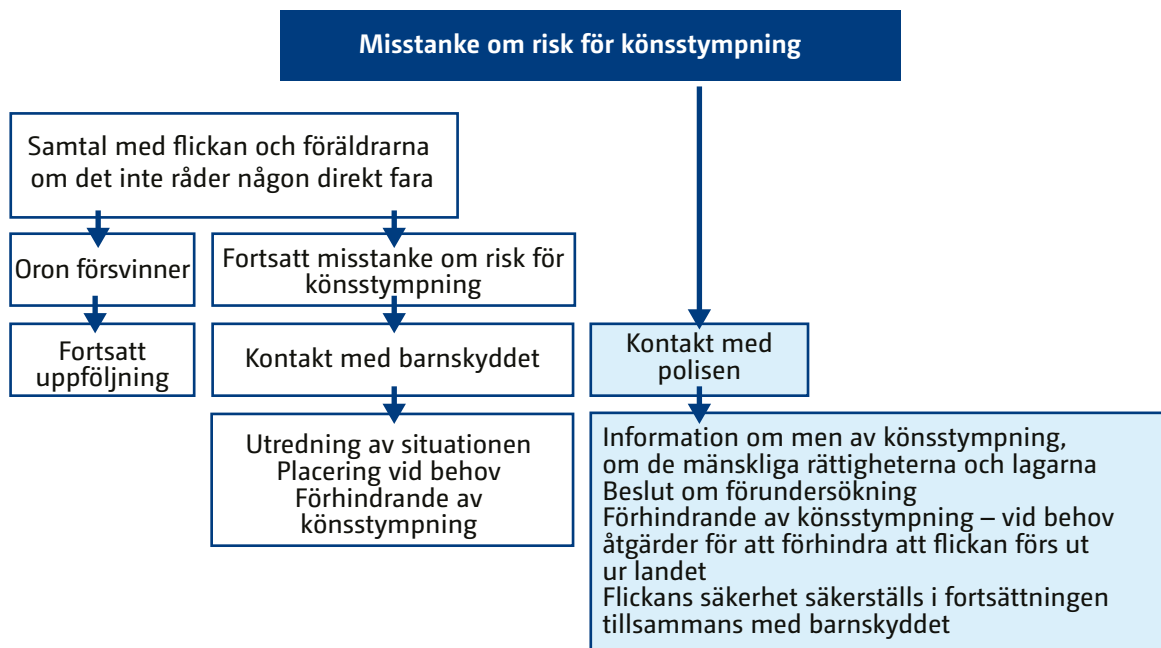 Misstanke om risk för könsstympning
Samtal med flickan och föräldrarna
om det inte råder någon direkt fara
Oron försvinner
Fortsatt misstanke om risk för
könsstympning
Fortsatt
uppföljning
Kontakt med barnskyddet
Kontakt med
polisen
Utredning av situationen
Placering vid behov
Förhindrande av
könsstympning
Information om men av könsstympning,
om de mänskliga rättigheterna och lagarna
Beslut om förundersökning
Förhindrande av könsstympning – vid behov
åtgärder för att förhindra att flickan förs ut
ur landet
Flickans säkerhet säkerställs i fortsättningen
tillsammans med barnskyddet